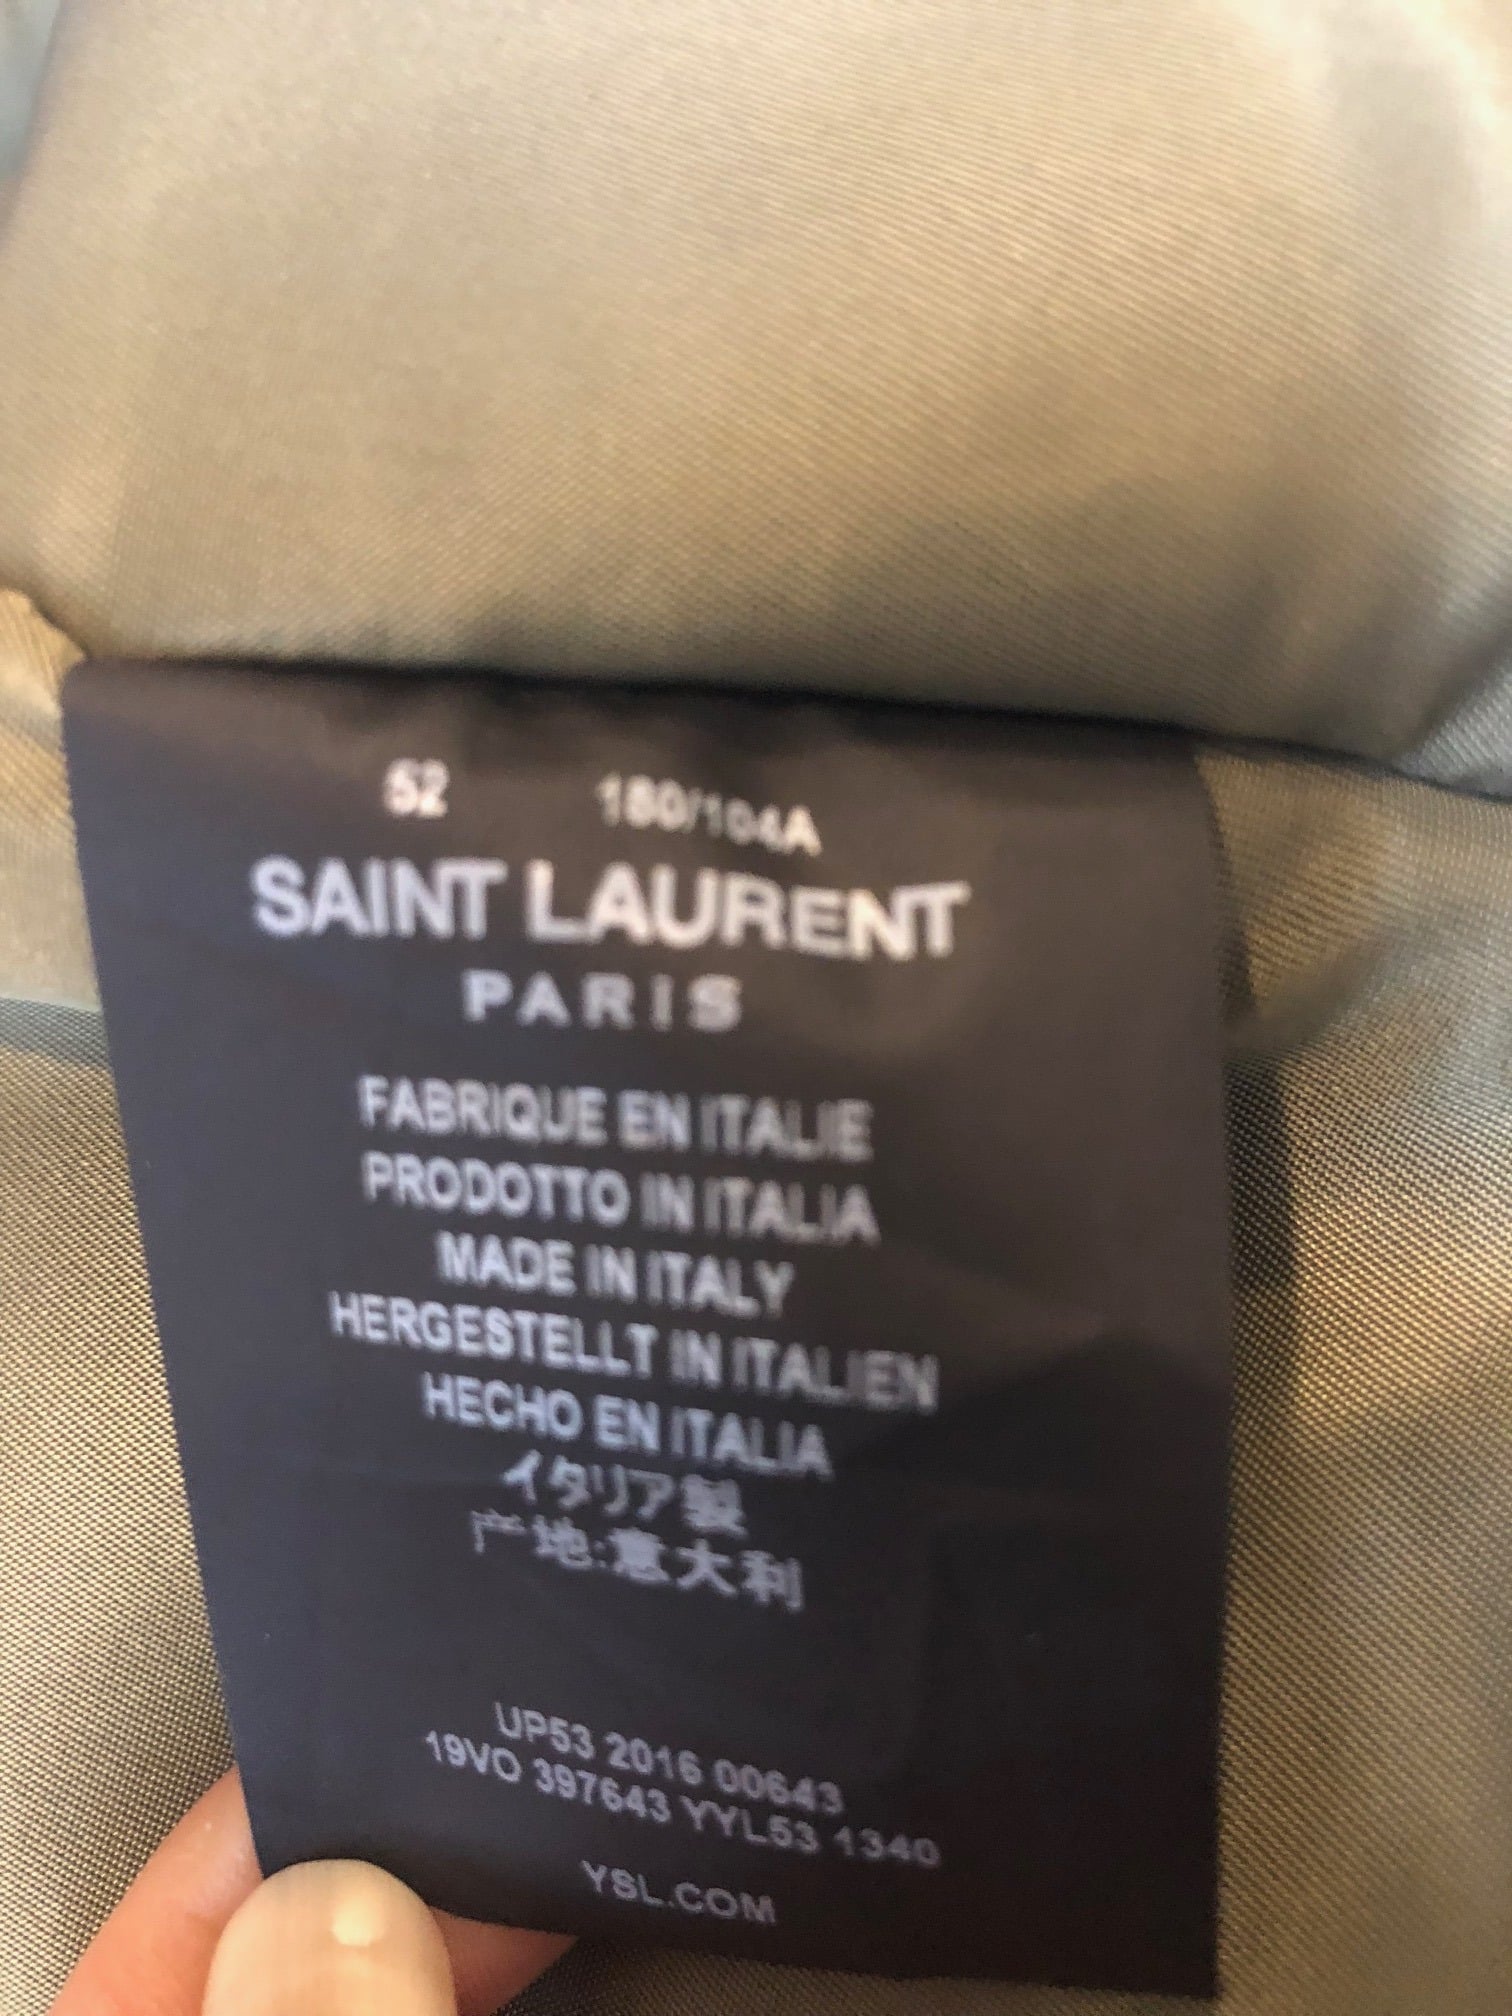 52 180/104A
SAINT LAURENT
PARIS
FABRIQUE EN ITALIE
PRODOTTO IN ITALIA
MADE IN ITALY
HERGESTELLT IN ITALIEN
HECHO EN ITALIA
イタリア製
产地:意大利
UP53 2016 00643
19VO 397643 YYL53 1340
YSL.COM